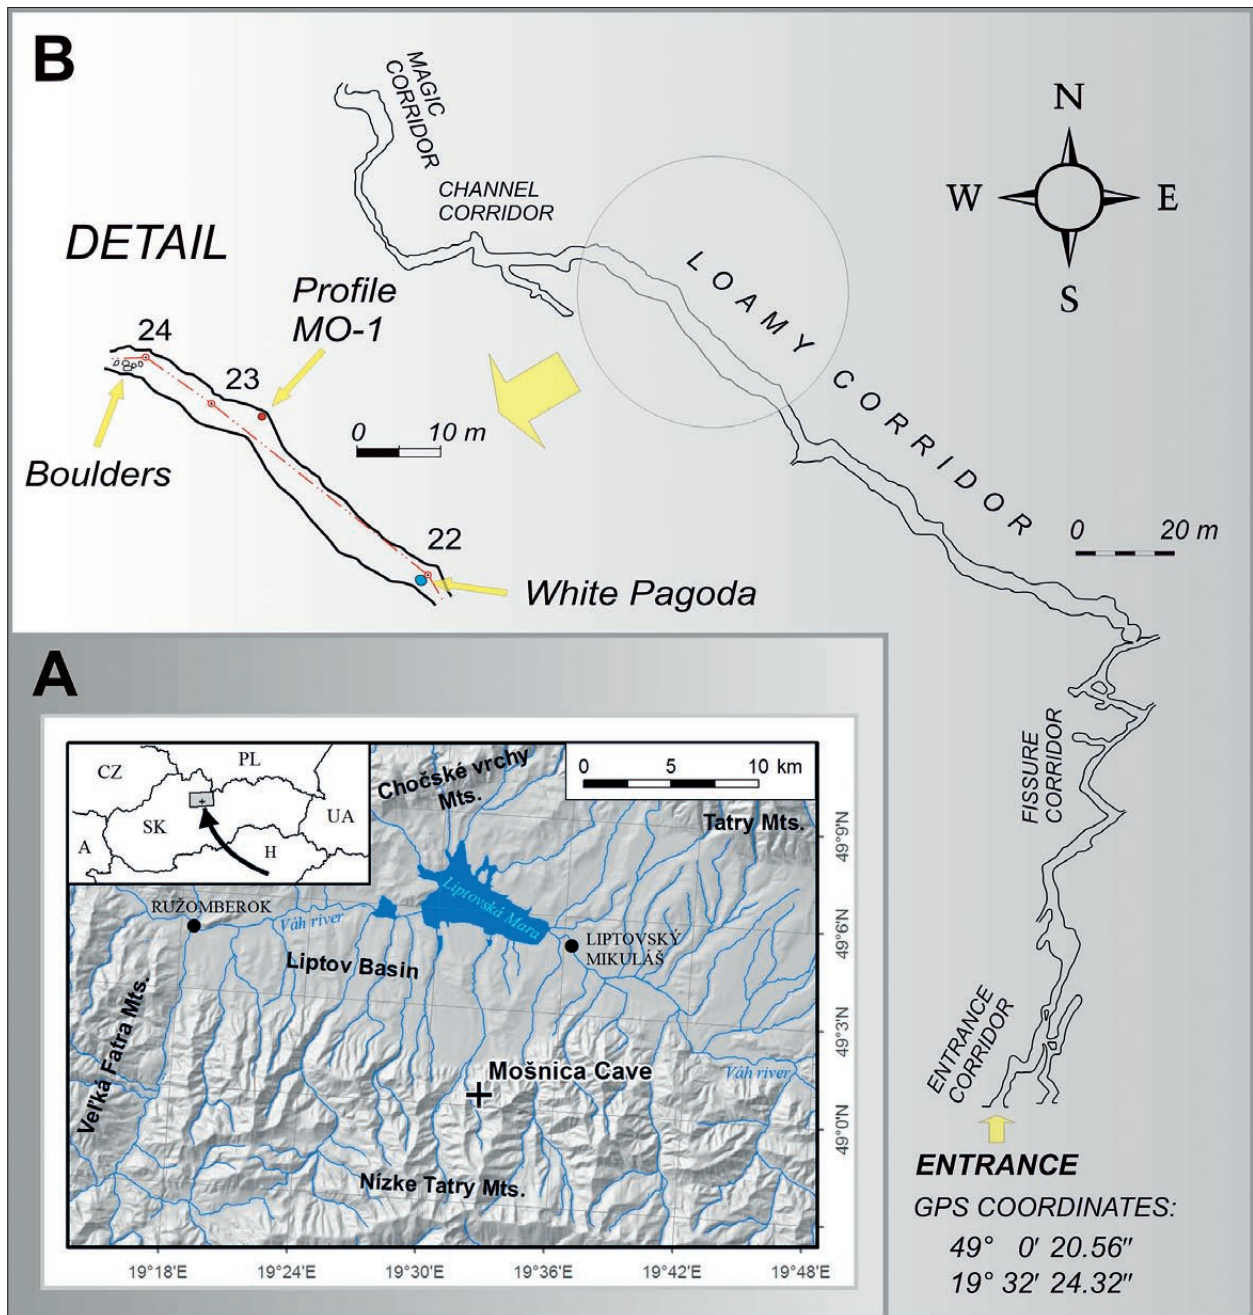 B
MAGIC
CORRIDOR
CHANNEL
CORRIDOR
N
W
E
S
DETAIL
Profile
MO-1
24
23
22
Boulders
0 10 m
White Pagoda
LOAMY CORRIDOR
0 20 m
FISSURE
CORRIDOR
ENTRANCE
CORRIDOR
ENTRANCE
GPS COORDINATES:
49° 0' 20.56"
19° 32' 24.32"
A
CZ
PL
SK
UA
A
H
Chočské vrchy
Mts.
0 5 10 km
Tatry Mts.
RUŽOMBEROK
Váh river
Liptovská Mara
LIPTOVSKÝ
MIKULÁŠ
Liptov Basin
Veľká Fatra Mts.
Mošnica Cave
Váh river
Nízke Tatry Mts.
49°9'N
49°6'N
49°3'N
49°0'N
19°18'E
19°24'E
19°30'E
19°36'E
19°42'E
19°48'E